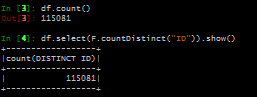 In [3]: df.count()
Out[3]: 115081
In [4]: df.select(F.countDistinct("ID")).show()
+------------------+
|count(DISTINCT ID)|
+------------------+
|            115081|
+------------------+